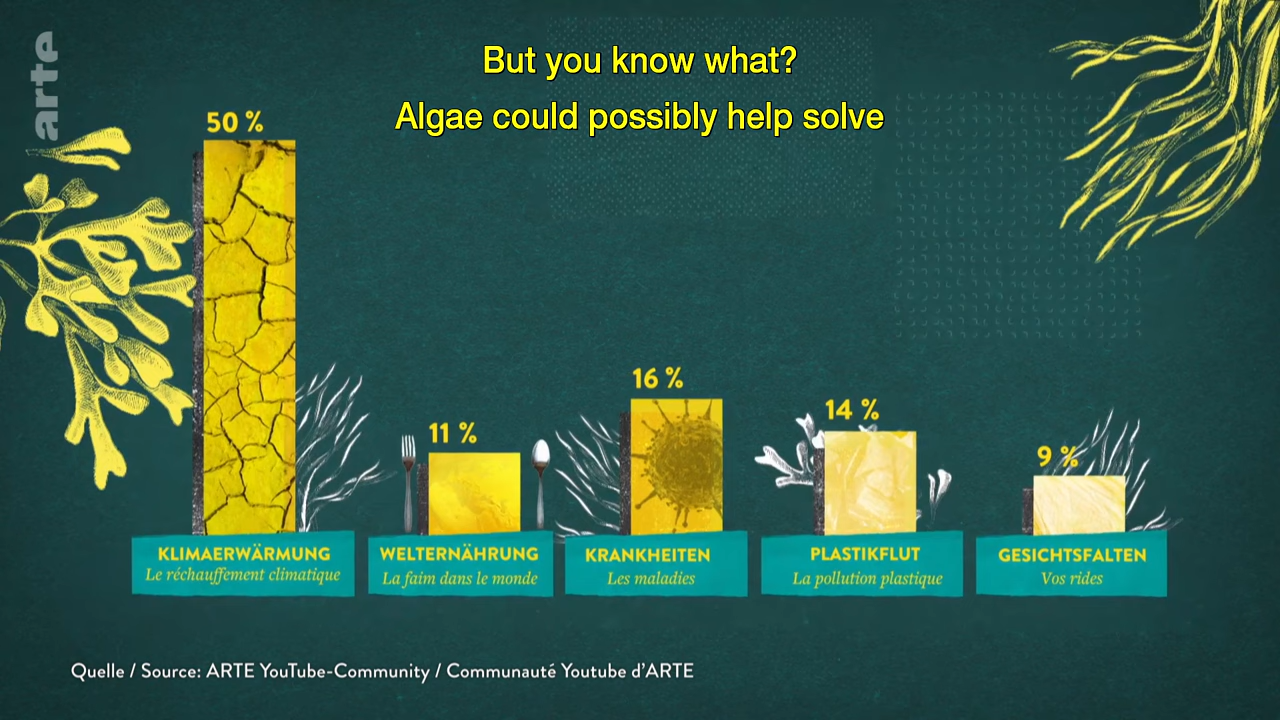 arte
But you know what?
Algae could possibly help solve
50 %
11 %
16 %
14 %
9 %
KLIMAERWÄRMUNG
Le réchauffement climatique
WELTERNÄHRUNG
La faim dans le monde
KRANKHEITEN
Les maladies
PLASTIKFLUT
La pollution plastique
GESICHTSFALTEN
Vos rides
Quelle / Source: ARTE YouTube-Community / Communauté Youtube d'ARTE